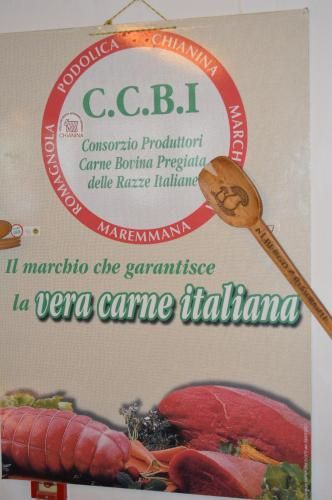 PODOLICA CHIANINA MARCH
ROMAGNOLA
MAREMMANA
CHIANINA
C.C.B.I
Consorzio Produttori
Carne Bovina Pregiata
delle Razze Italiane
Il marchio che garantisce
la vera carne italiana